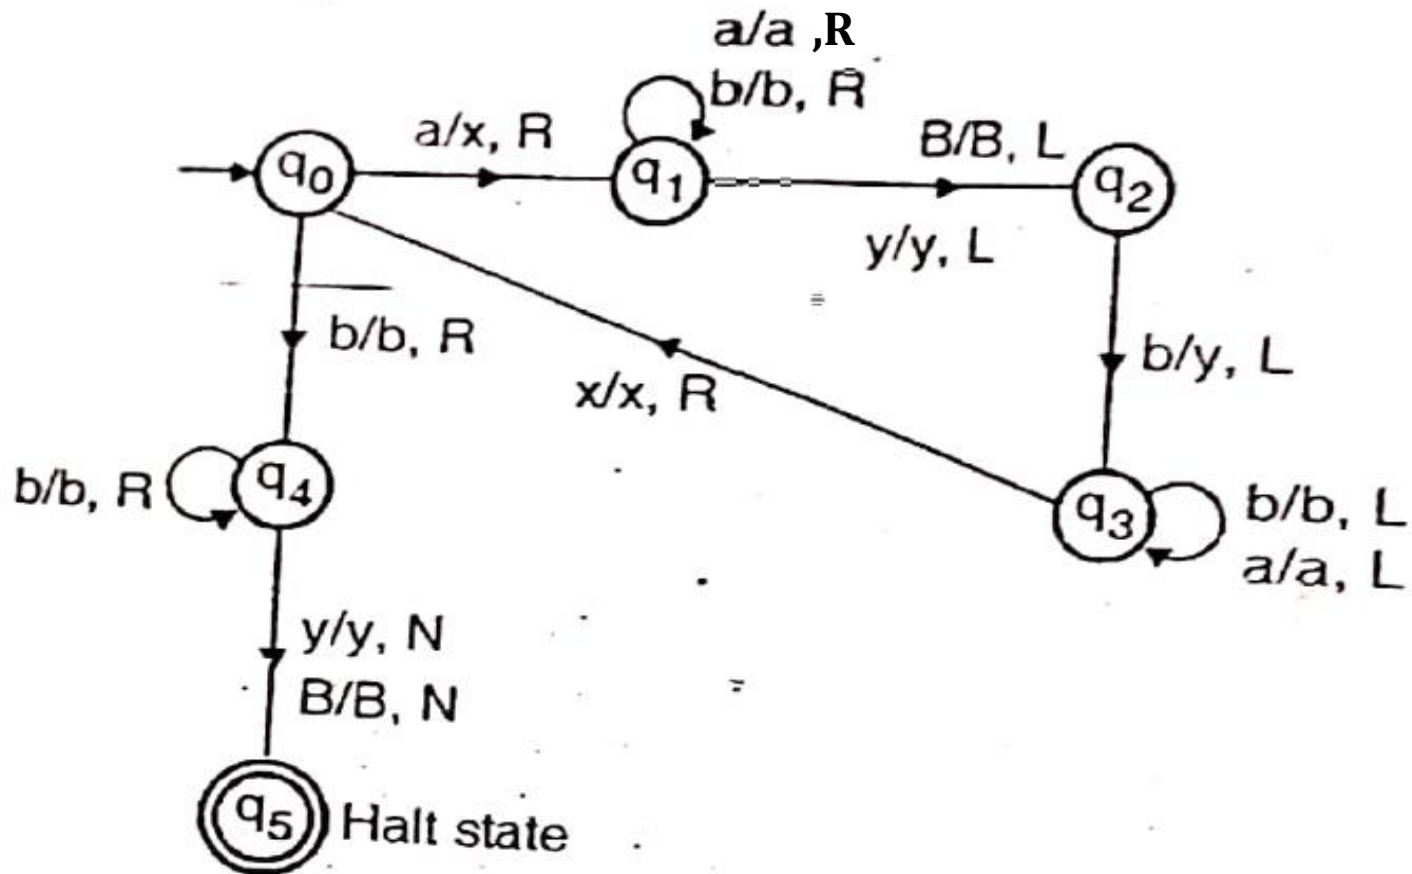 a/a ,R
b/b, R
a/x, R
B/B, L
q0
q1
q2
y/y, L
b/b, R
x/x, R
b/y, L
b/b, R
q4
q3
b/b, L
a/a, L
y/y, N
B/B, N
q5
Halt state